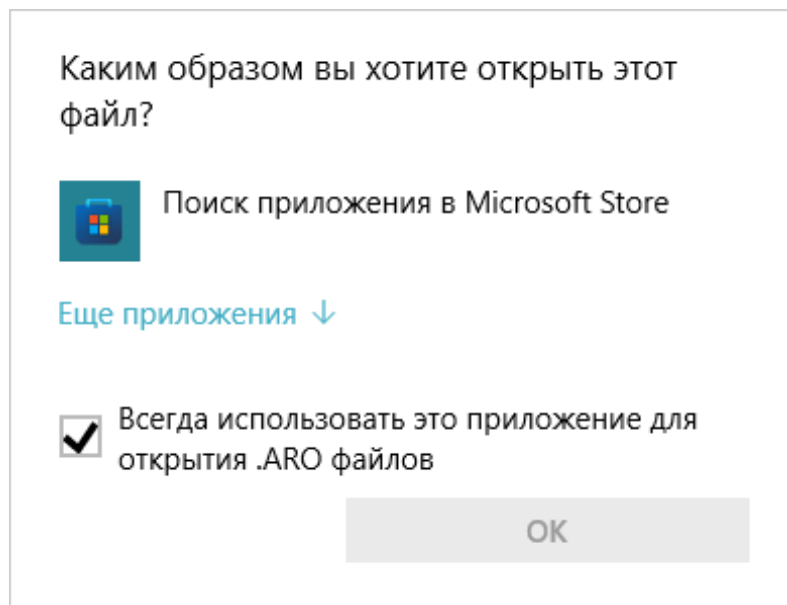 Каким образом вы хотите открыть этот
файл?
Поиск приложения в Microsoft Store
Еще приложения ↓
Всегда использовать это приложение для
открытия .ARO файлов
ОК